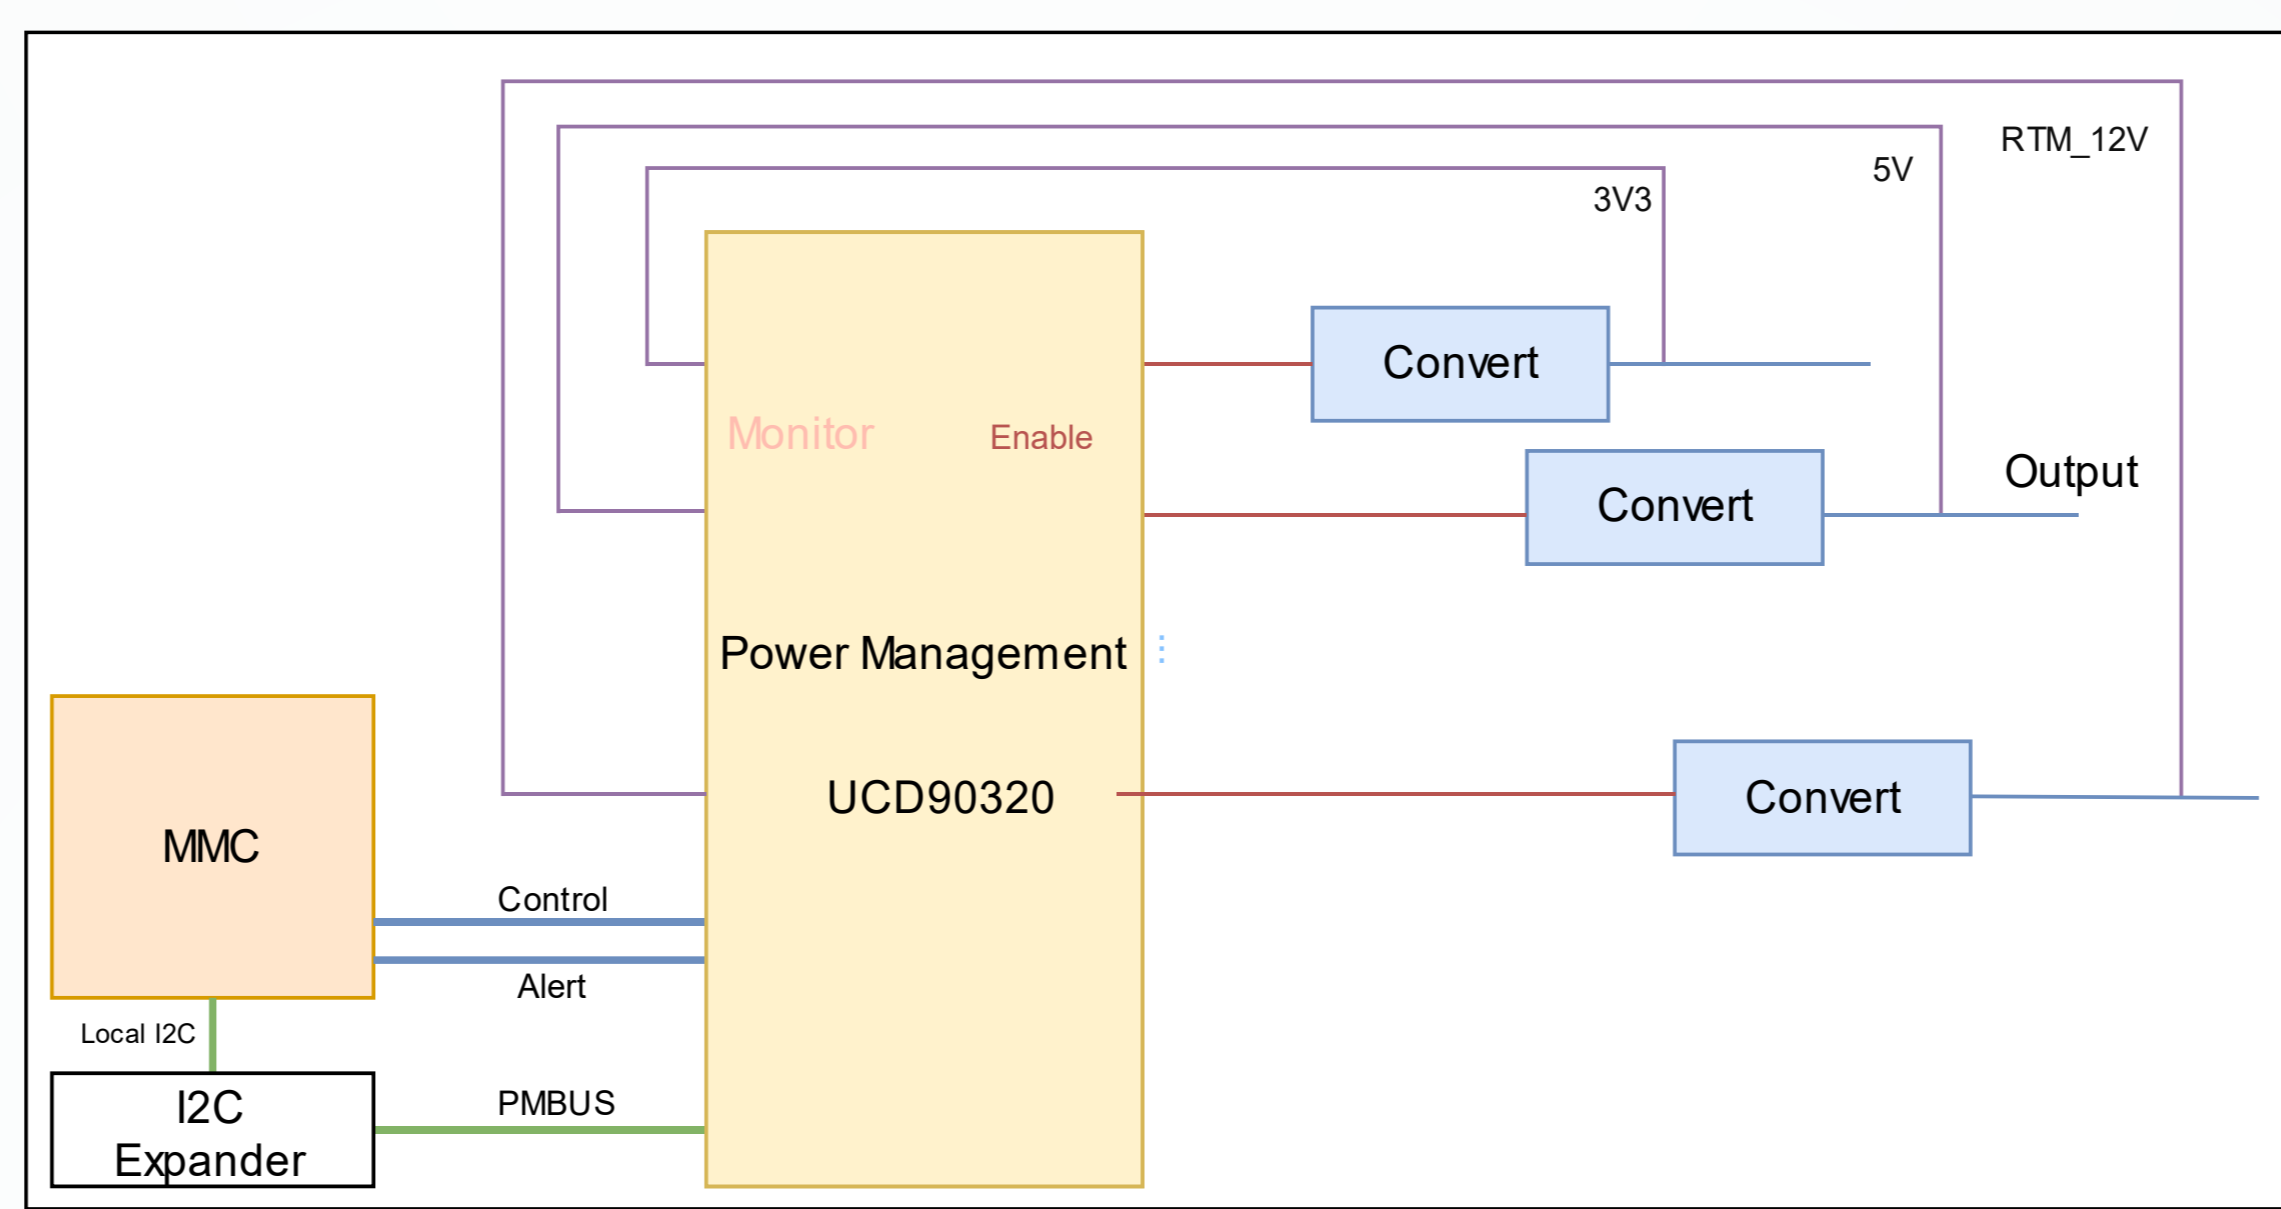 RTM_12V
5V
3V3
Convert
Monitor
Enable
Output
Convert
Power Management
UCD90320
Convert
MMC
Control
Alert
Local I2C
PMBUS
I2C
Expander